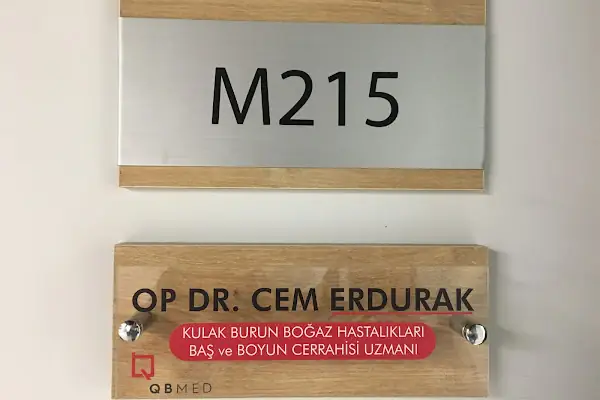 M215
OP DR. CEM ERDURAK
KULAK BURUN BOĞAZ HASTALIKLARI
BAŞ ve BOYUN CERRAHİSİ UZMANI
QBMED